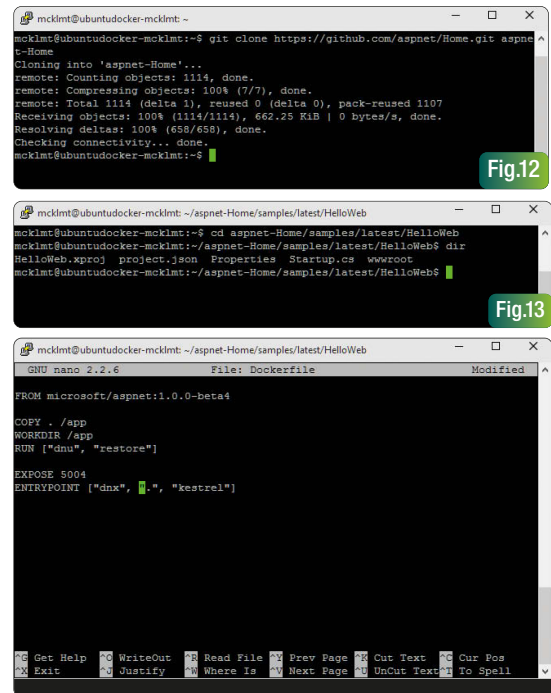 mcklmt@ubuntudocker-mcklmt: ~
mcklmt@ubuntudocker-mcklmt:~$ git clone https://github.com/aspnet/Home.git aspne
t-Home
Cloning into 'aspnet-Home'...
remote: Counting objects: 1114, done.
remote: Compressing objects: 100% (7/7), done.
remote: Total 1114 (delta 1), reused 0 (delta 0), pack-reused 1107
Receiving objects: 100% (1114/1114), 662.25 KiB | 0 bytes/s, done.
Resolving deltas: 100% (658/658), done.
Checking connectivity... done.
mcklmt@ubuntudocker-mcklmt:~$
Fig.12
mcklmt@ubuntudocker-mcklmt: ~/aspnet-Home/samples/latest/HelloWeb
mcklmt@ubuntudocker-mcklmt:~$ cd aspnet-Home/samples/latest/HelloWeb
mcklmt@ubuntudocker-mcklmt:~/aspnet-Home/samples/latest/HelloWeb$ dir
HelloWeb.xproj project.json Properties Startup.cs wwwroot
mcklmt@ubuntudocker-mcklmt:~/aspnet-Home/samples/latest/HelloWeb$
Fig.13
mcklmt@ubuntudocker-mcklmt: ~/aspnet-Home/samples/latest/HelloWeb
GNU nano 2.2.6 File: Dockerfile Modified
FROM microsoft/aspnet:1.0.0-beta4
COPY . /app
WORKDIR /app
RUN ["dnu", "restore"]
EXPOSE 5004
ENTRYPOINT ["dnx", ".", "kestrel"]
^G Get Help ^O WriteOut ^R Read File ^Y Prev Page ^K Cut Text ^C Cur Pos
^X Exit ^J Justify ^W Where Is ^V Next Page ^U UnCut Text ^T To Spell